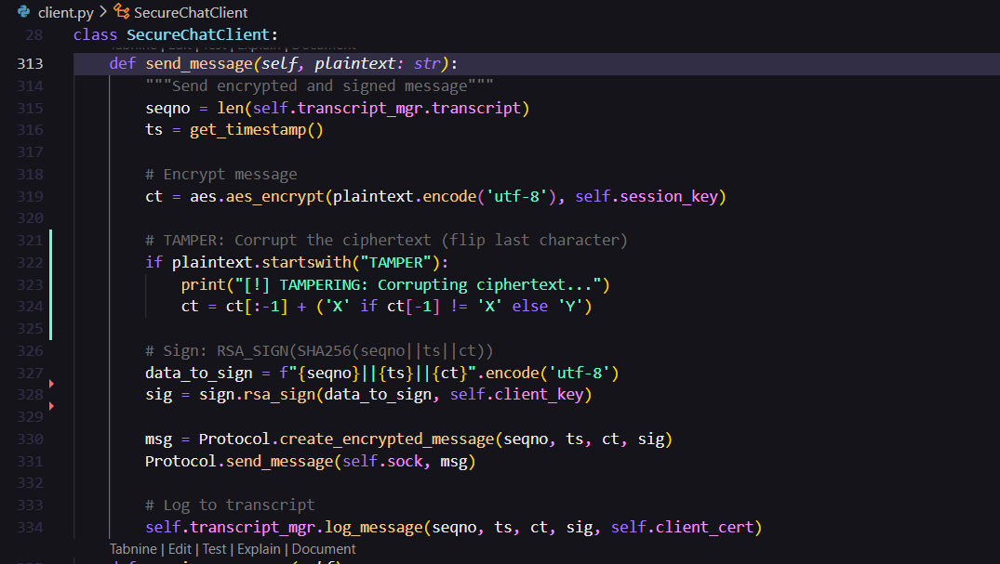 client.py > SecureChatClient
28 class SecureChatClient:
Tabnine | Edit | Test | Explain | Document
313 def send_message(self, plaintext: str):
314 """Send encrypted and signed message"""
315 seqno = len(self.transcript_mgr.transcript)
316 ts = get_timestamp()
317
318 # Encrypt message
319 ct = aes.aes_encrypt(plaintext.encode('utf-8'), self.session_key)
320
321 # TAMPER: Corrupt the ciphertext (flip last character)
322 if plaintext.startswith("TAMPER"):
323 print("[!] TAMPERING: Corrupting ciphertext...")
324 ct = ct[:-1] + ('X' if ct[-1] != 'X' else 'Y')
325
326 # Sign: RSA_SIGN(SHA256(seqno||ts||ct))
327 data_to_sign = f"{seqno}||{ts}||{ct}".encode('utf-8')
328 sig = sign.rsa_sign(data_to_sign, self.client_key)
329
330 msg = Protocol.create_encrypted_message(seqno, ts, ct, sig)
331 Protocol.send_message(self.sock, msg)
332
333 # Log to transcript
334 self.transcript_mgr.log_message(seqno, ts, ct, sig, self.client_cert)
Tabnine | Edit | Test | Explain | Document